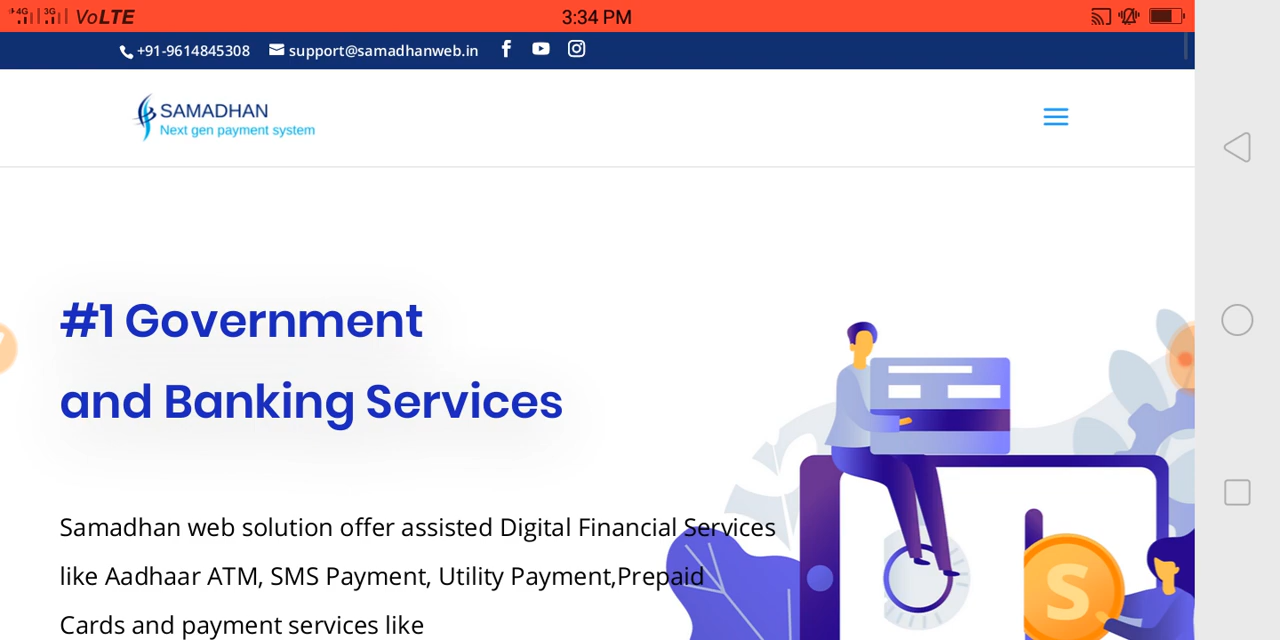 4G 3G VoLTE 3:34 PM
+91-9614845308 support@samadhanweb.in
SAMADHAN
Next gen payment system
#1 Government
and Banking Services
Samadhan web solution offer assisted Digital Financial Services
like Aadhaar ATM, SMS Payment, Utility Payment,Prepaid
Cards and payment services like
S